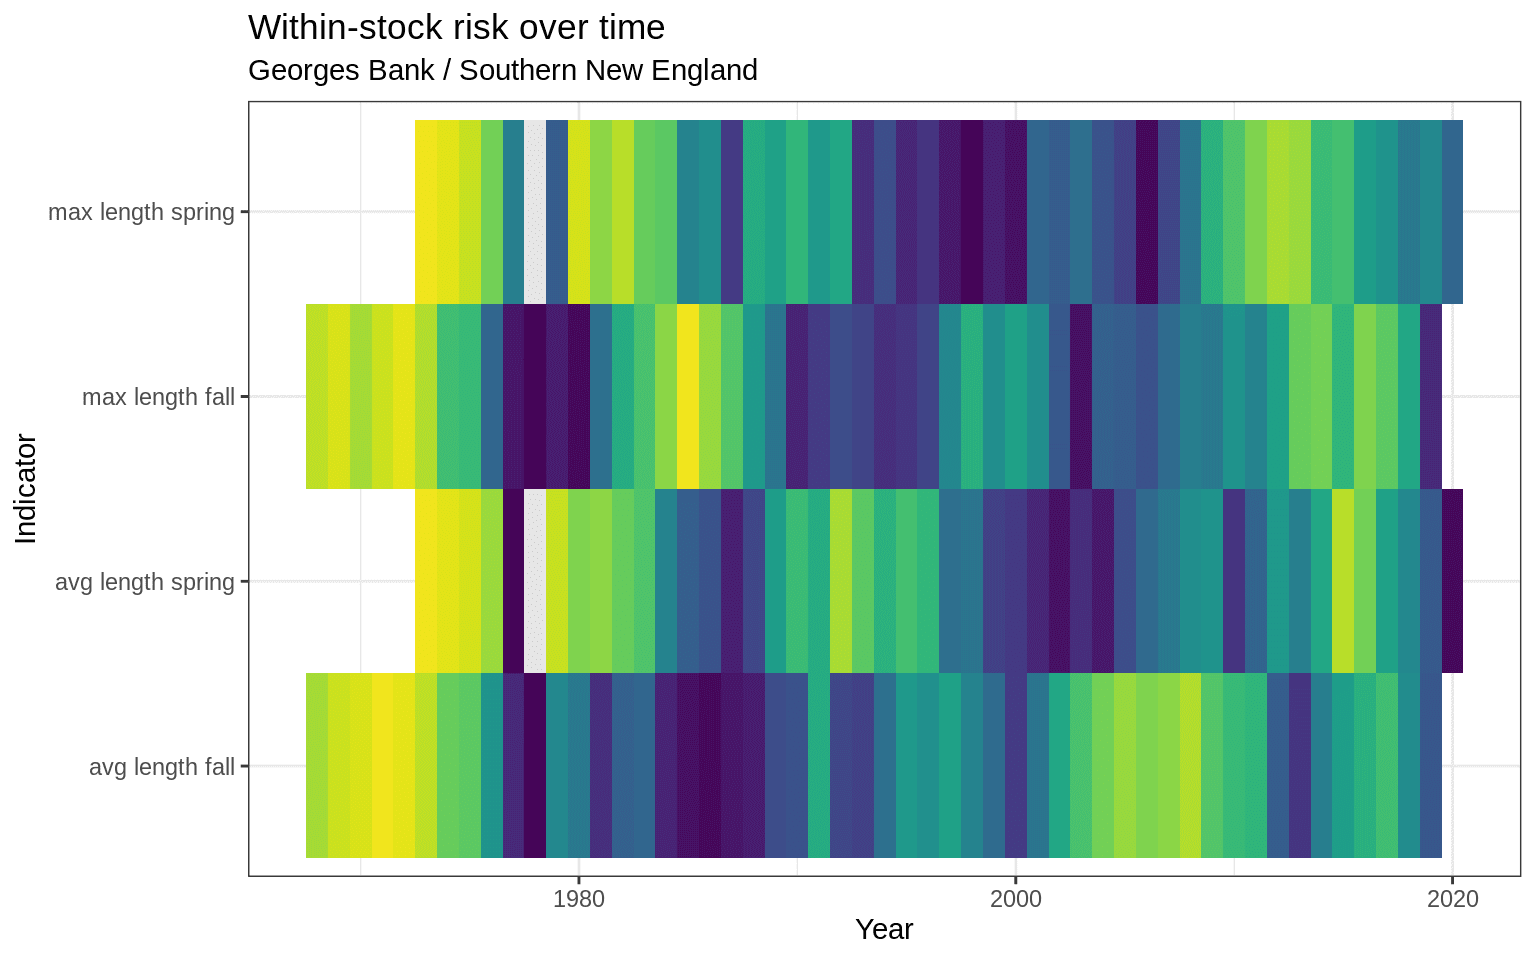 Within-stock risk over time
Georges Bank / Southern New England
Indicator
max length spring
max length fall
avg length spring
avg length fall
1980
2000
2020
Year